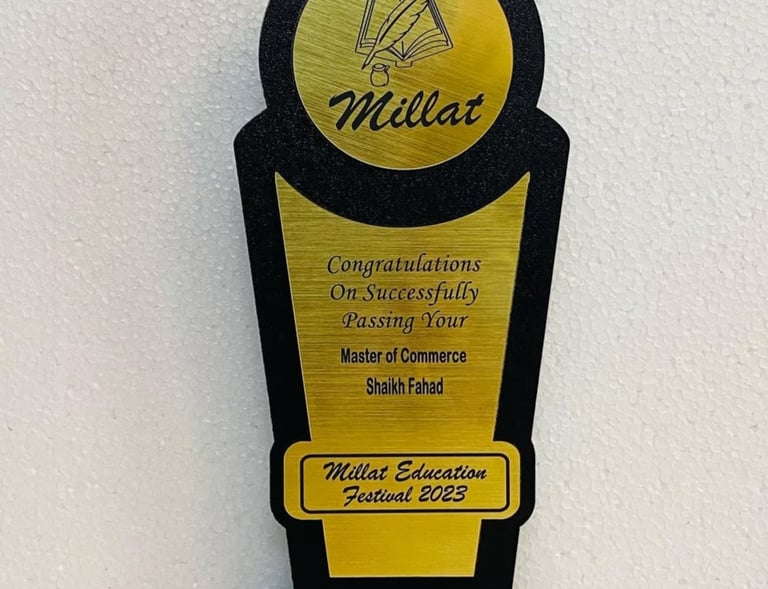 Millat
Congratulations
On Successfully
Passing Your
Master of Commerce
Shaikh Fahad
Millat Education
Festival 2023